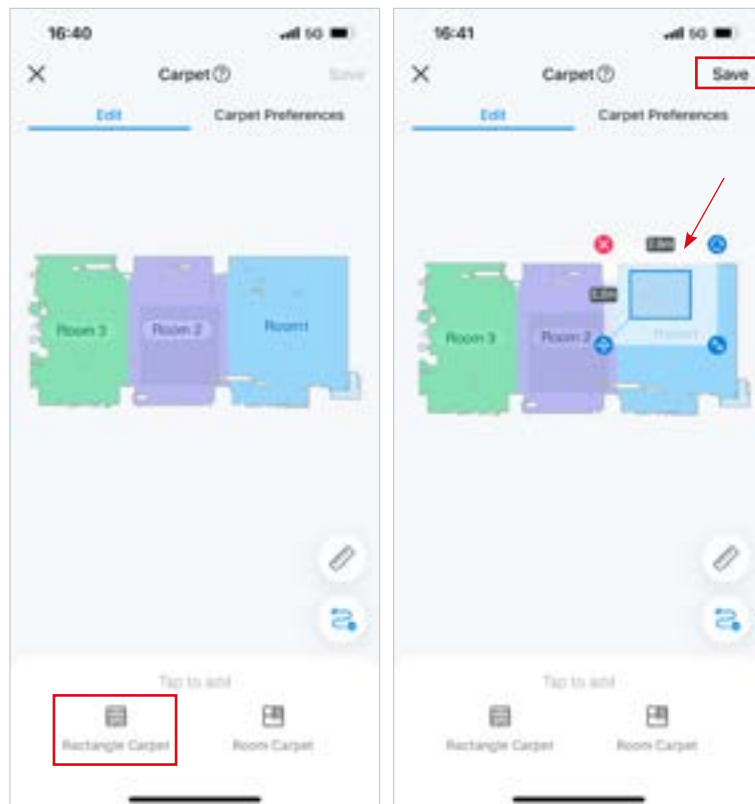 16:40
5G
Carpet?
Save
Edit
Carpet Preferences
Room 3
Room 2
Room1
Tap to add
Rectangle Carpet
Room Carpet
16:41
5G
Carpet?
Save
Edit
Carpet Preferences
Room 3
Room 2
Tap to add
Rectangle Carpet
Room Carpet